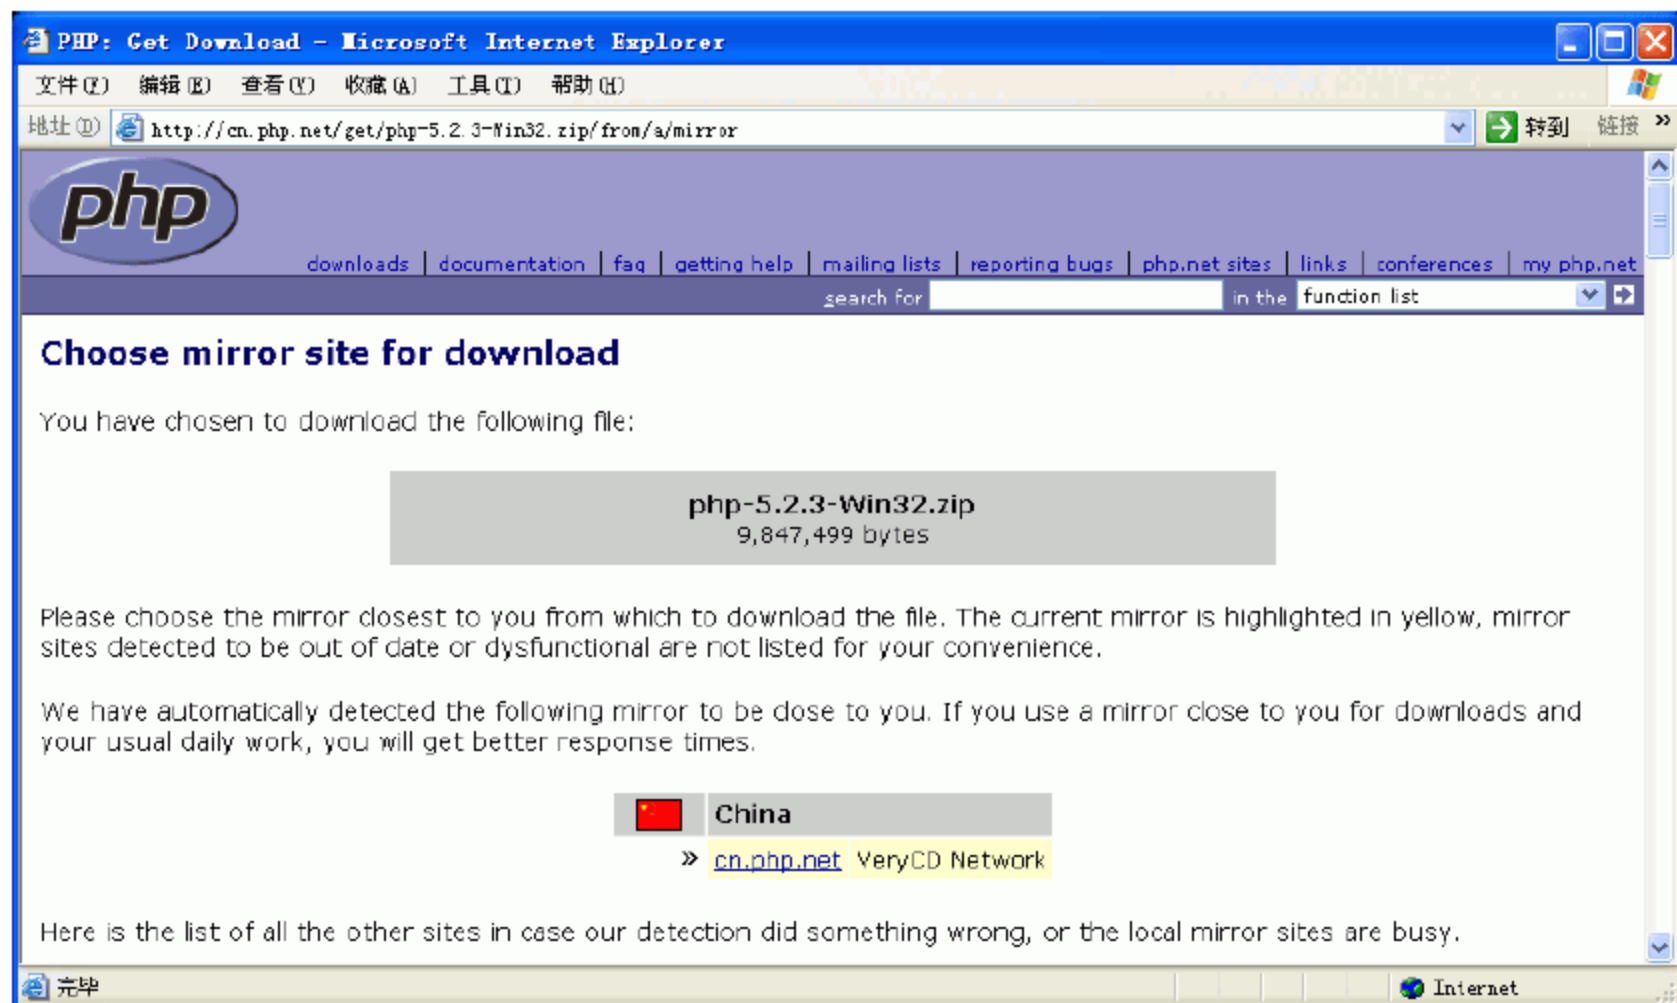 PHP: Get Download - Microsoft Internet Explorer
文件(F) 编辑(E) 查看(V) 收藏(A) 工具(T) 帮助(H)
地址(D) http://cn.php.net/get/php-5.2.3-Win32.zip/from/a/mirror 转到 链接 »
php
downloads | documentation | faq | getting help | mailing lists | reporting bugs | php.net sites | links | conferences | my php.net
search for in the function list
Choose mirror site for download
You have chosen to download the following file:
php-5.2.3-Win32.zip
9,847,499 bytes
Please choose the mirror closest to you from which to download the file. The current mirror is highlighted in yellow, mirror
sites detected to be out of date or dysfunctional are not listed for your convenience.
We have automatically detected the following mirror to be close to you. If you use a mirror close to you for downloads and
your usual daily work, you will get better response times.
China
» cn.php.net VeryCD Network
Here is the list of all the other sites in case our detection did something wrong, or the local mirror sites are busy.
完毕 Internet